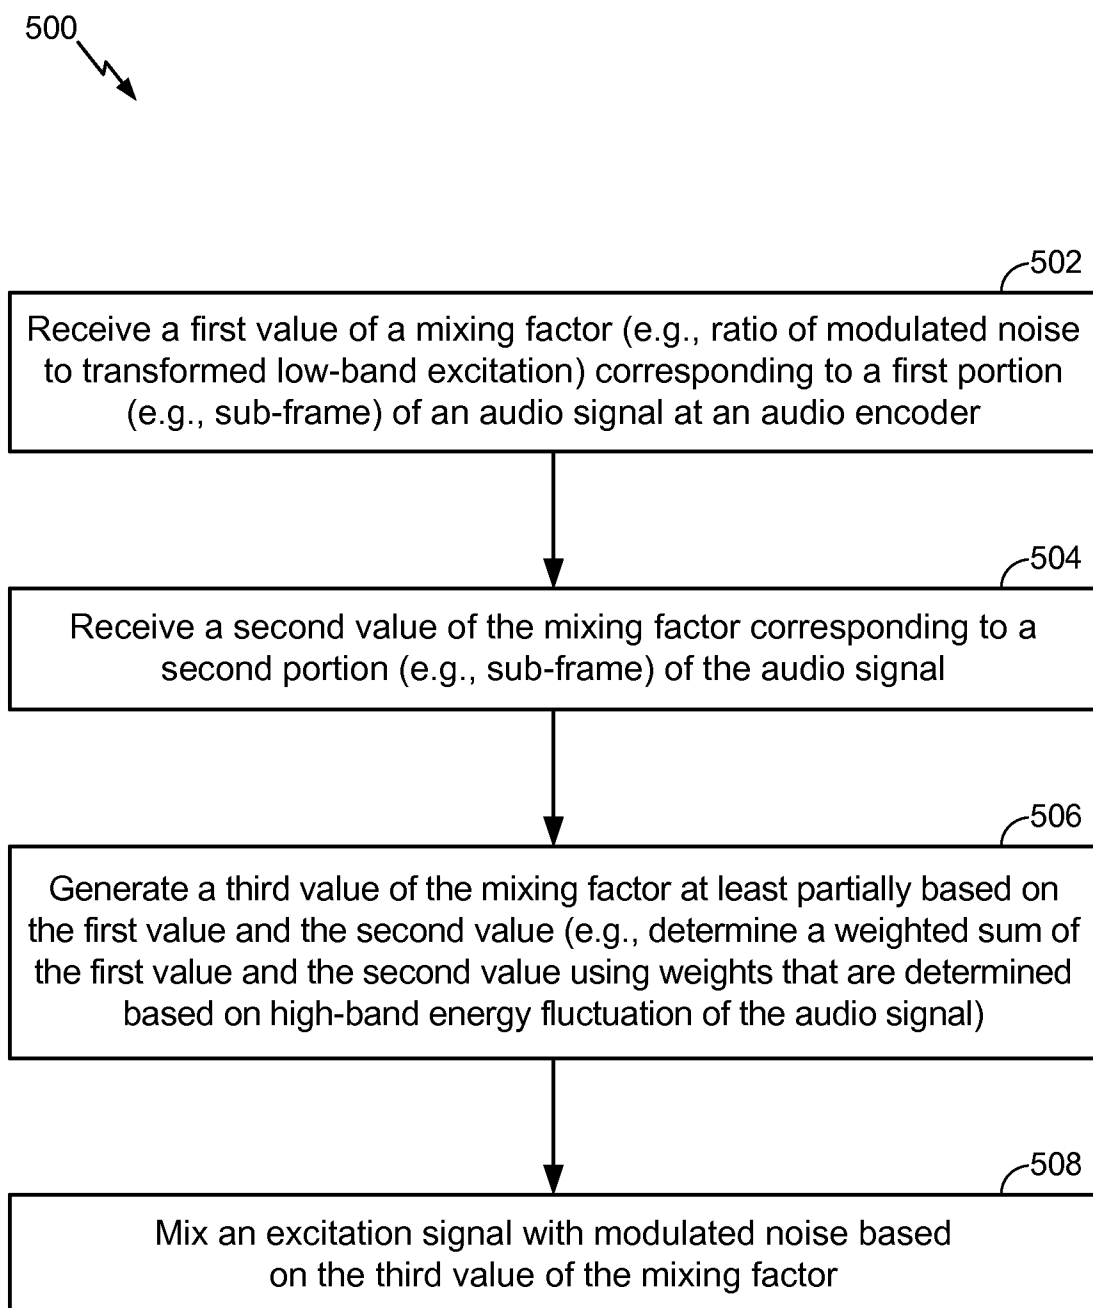 500
502
Receive a first value of a mixing factor (e.g., ratio of modulated noise
to transformed low-band excitation) corresponding to a first portion
(e.g., sub-frame) of an audio signal at an audio encoder
504
Receive a second value of the mixing factor corresponding to a
second portion (e.g., sub-frame) of the audio signal
506
Generate a third value of the mixing factor at least partially based on
the first value and the second value (e.g., determine a weighted sum of
the first value and the second value using weights that are determined
based on high-band energy fluctuation of the audio signal)
508
Mix an excitation signal with modulated noise based
on the third value of the mixing factor